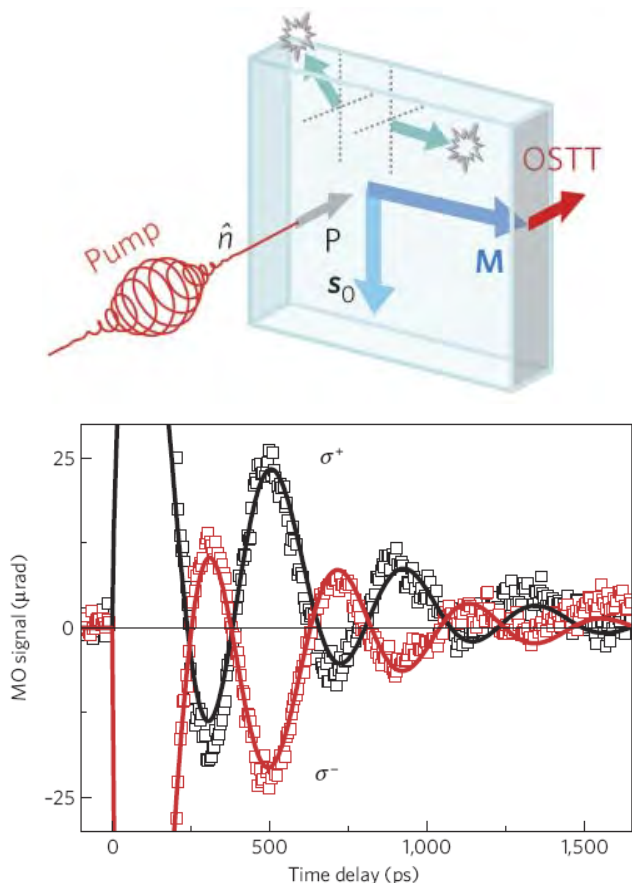 OSTT
Pump
n̂
P
M
s₀
25
σ⁺
MO signal (μrad)
0
σ⁻
−25
0 500 1,000 1,500
Time delay (ps)